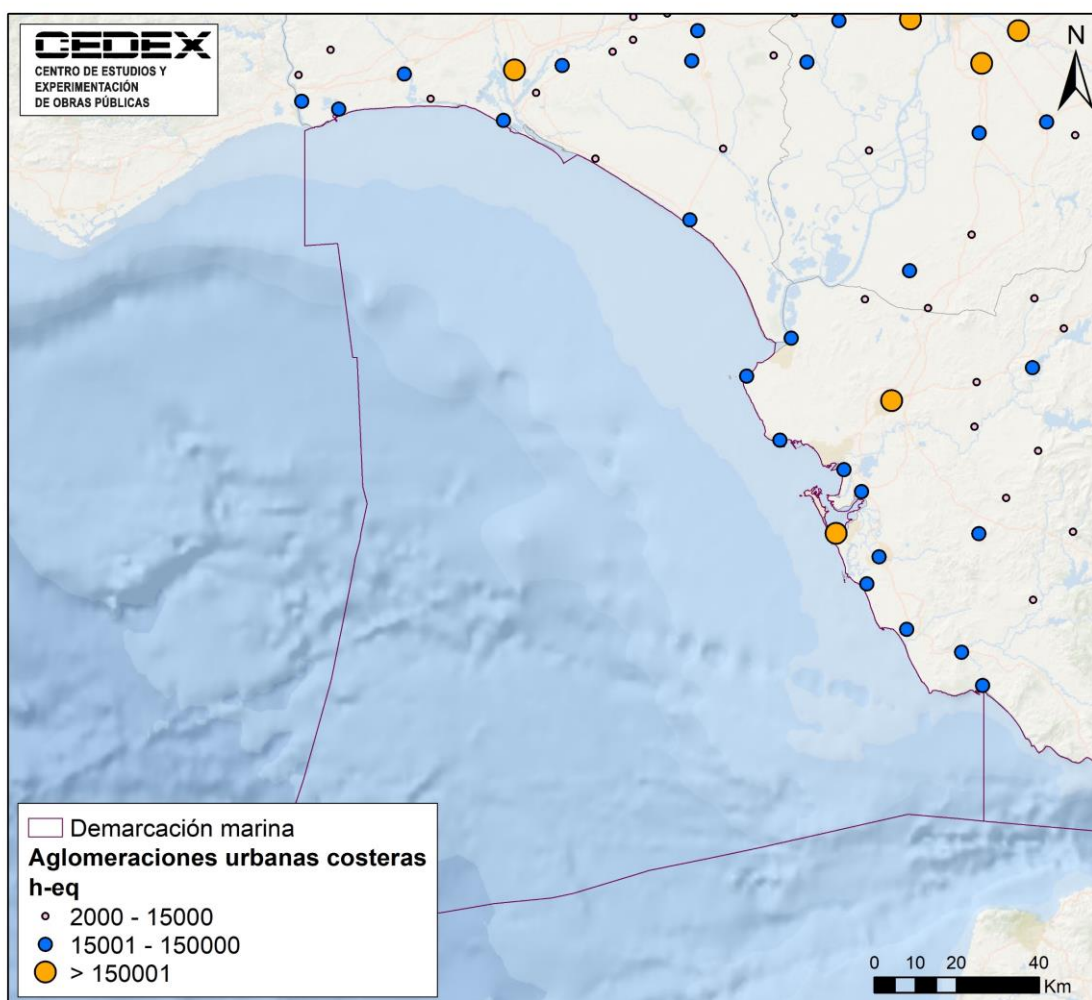 CEDEX
CENTRO DE ESTUDIOS Y
EXPERIMENTACIÓN
DE OBRAS PÚBLICAS
N
Demarcación marina
Aglomeraciones urbanas costeras
h-eq
2000 - 15000
15001 - 150000
> 150001
0 10 20 40
Km